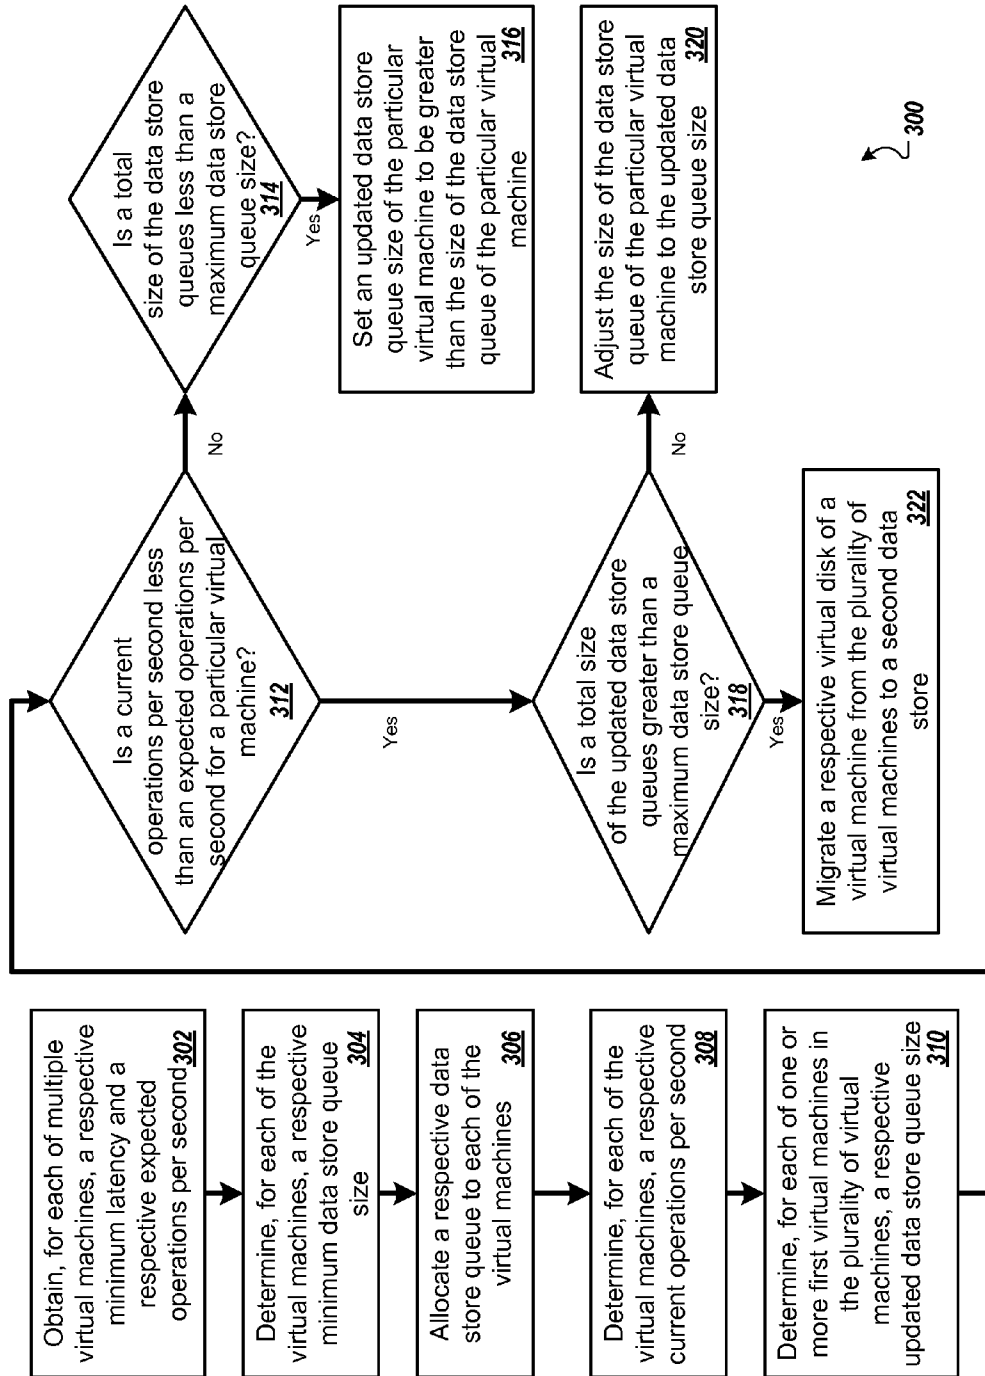 Obtain, for each of multiple
virtual machines, a respective
minimum latency and a
respective expected
operations per second 302
Determine, for each of the
virtual machines, a respective
minimum data store queue
size 304
Allocate a respective data
store queue to each of the
virtual machines 306
Determine, for each of the
virtual machines, a respective
current operations per second
308
Determine, for each of one or
more first virtual machines in
the plurality of virtual
machines, a respective
updated data store queue size
310
Is a current
operations per second less
than an expected operations per
second for a particular virtual
machine?
312
No
Yes
Is a total
size of the data store
queues less than a
maximum data store
queue size?
314
Yes
Set an updated data store
queue size of the particular
virtual machine to be greater
than the size of the data store
queue of the particular virtual
machine 316
Is a total size
of the updated data store
queues greater than a
maximum data store queue
size?
318
No
Yes
Adjust the size of the data store
queue of the particular virtual
machine to the updated data
store queue size 320
Migrate a respective virtual disk of a
virtual machine from the plurality of
virtual machines to a second data
store 322
300